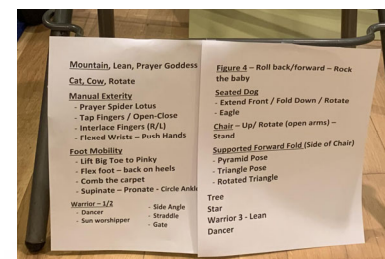 Mountain, Lean, Prayer Goddess
Cat, Cow, Rotate
Manual Exterity
- Prayer Spider Lotus
- Tap Fingers / Open-Close
- Interlace Fingers (R/L)
- Flexed Wrists – Push Hands
Foot Mobility
- Lift Big Toe to Pinky
- Flex foot – back on heels
- Comb the carpet
- Supinate – Pronate - Circle Ankl
Warrior – 1/2
- Dancer
- Sun worshipper
- Side Angle
- Straddle
- Gate
Figure 4 – Roll back/forward – Rock
the baby
Seated Dog
- Extend Front / Fold Down / Rotate
- Eagle
Chair – Up/ Rotate (open arms) –
Stand
Supported Forward Fold (Side of Chair)
- Pyramid Pose
- Triangle Pose
- Rotated Triangle
Tree
Star
Warrior 3 - Lean
Dancer